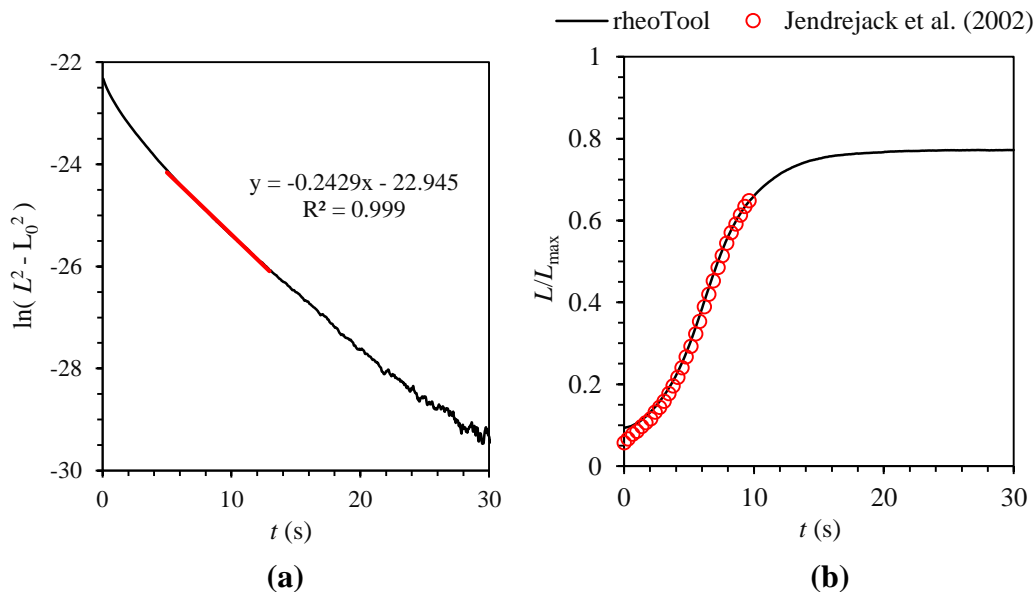 rheoTool
Jendrejack et al. (2002)
-22
-24
-26
-28
-30
ln( L² - L₀² )
y = -0.2429x - 22.945
R² = 0.999
0
10
20
30
t (s)
(a)
1
0.8
0.6
0.4
0.2
0
L/Lmax
0
10
20
30
t (s)
(b)